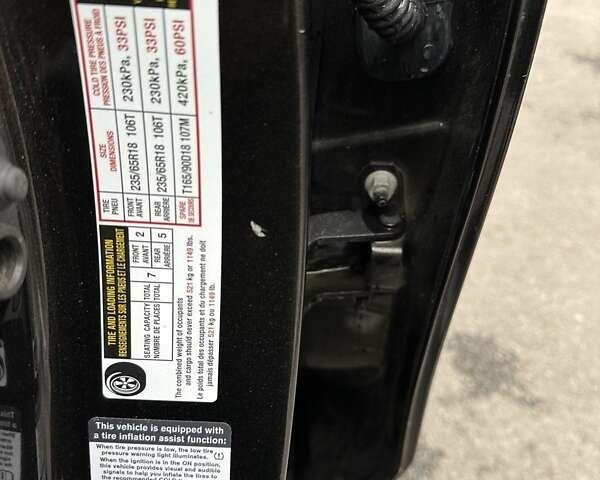 TIRE AND LOADING INFORMATION
RENSEIGNEMENTS SUR LES PNEUS ET LE CHARGEMENT
SEATING CAPACITY TOTAL 7 FRONT 2 REAR 5
NOMBRE DE PLACES TOTAL AVANT ARRIÈRE
The combined weight of occupants
and cargo should never exceed 521 kg or 1149 lbs.
Le poids total des occupants et du chargement ne doit
jamais dépasser 521 kg ou 1149 lb.
TIRE SIZE COLD TIRE PRESSURE
PNEU DIMENSIONS PRESSION DES PNEUS À FROID
FRONT 235/65R18 106T 230kPa, 33PSI
AVANT
REAR 235/65R18 106T 230kPa, 33PSI
ARRIÈRE
SPARE T165/90D18 107M 420kPa, 60PSI
DE SECOURS
This vehicle is equipped with
a tire inflation assist function:
When tire pressure is low, the low tire
pressure warning light illuminates.
When the ignition is in the ON position,
this vehicle provides visual and audible
signals to help you inflate the tires to
the recommended COLD